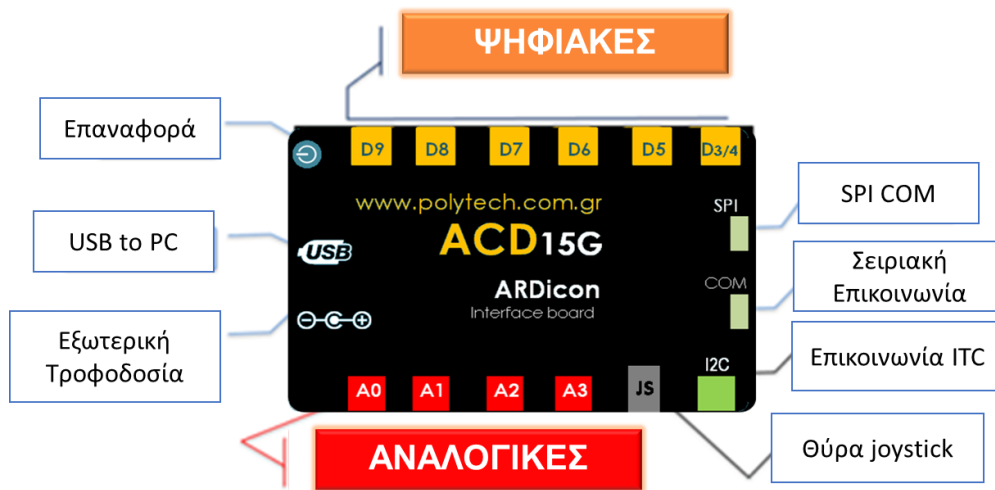 ΨΗΦΙΑΚΕΣ
Επαναφορά
D9 D8 D7 D6 D5 D3/4
www.polytech.com.gr
SPI
SPI COM
USB to PC
USB
ACD15G
Σειριακή
Επικοινωνία
COM
ARDicon
Interface board
Εξωτερική
Τροφοδοσία
I2C
Επικοινωνία ITC
A0 A1 A2 A3 JS
Θύρα joystick
ΑΝΑΛΟΓΙΚΕΣ